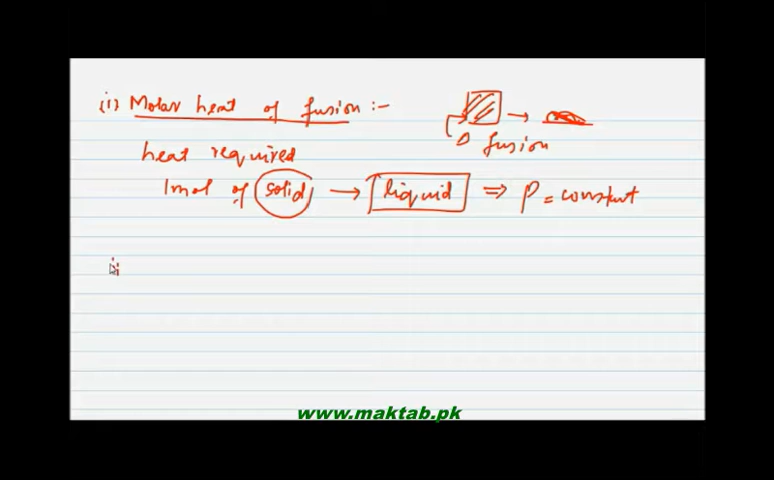 (i) Molar heat of fusion :-
fusion
heat required
1mol of solid → liquid ⇒ P = constant
www.maktab.pk